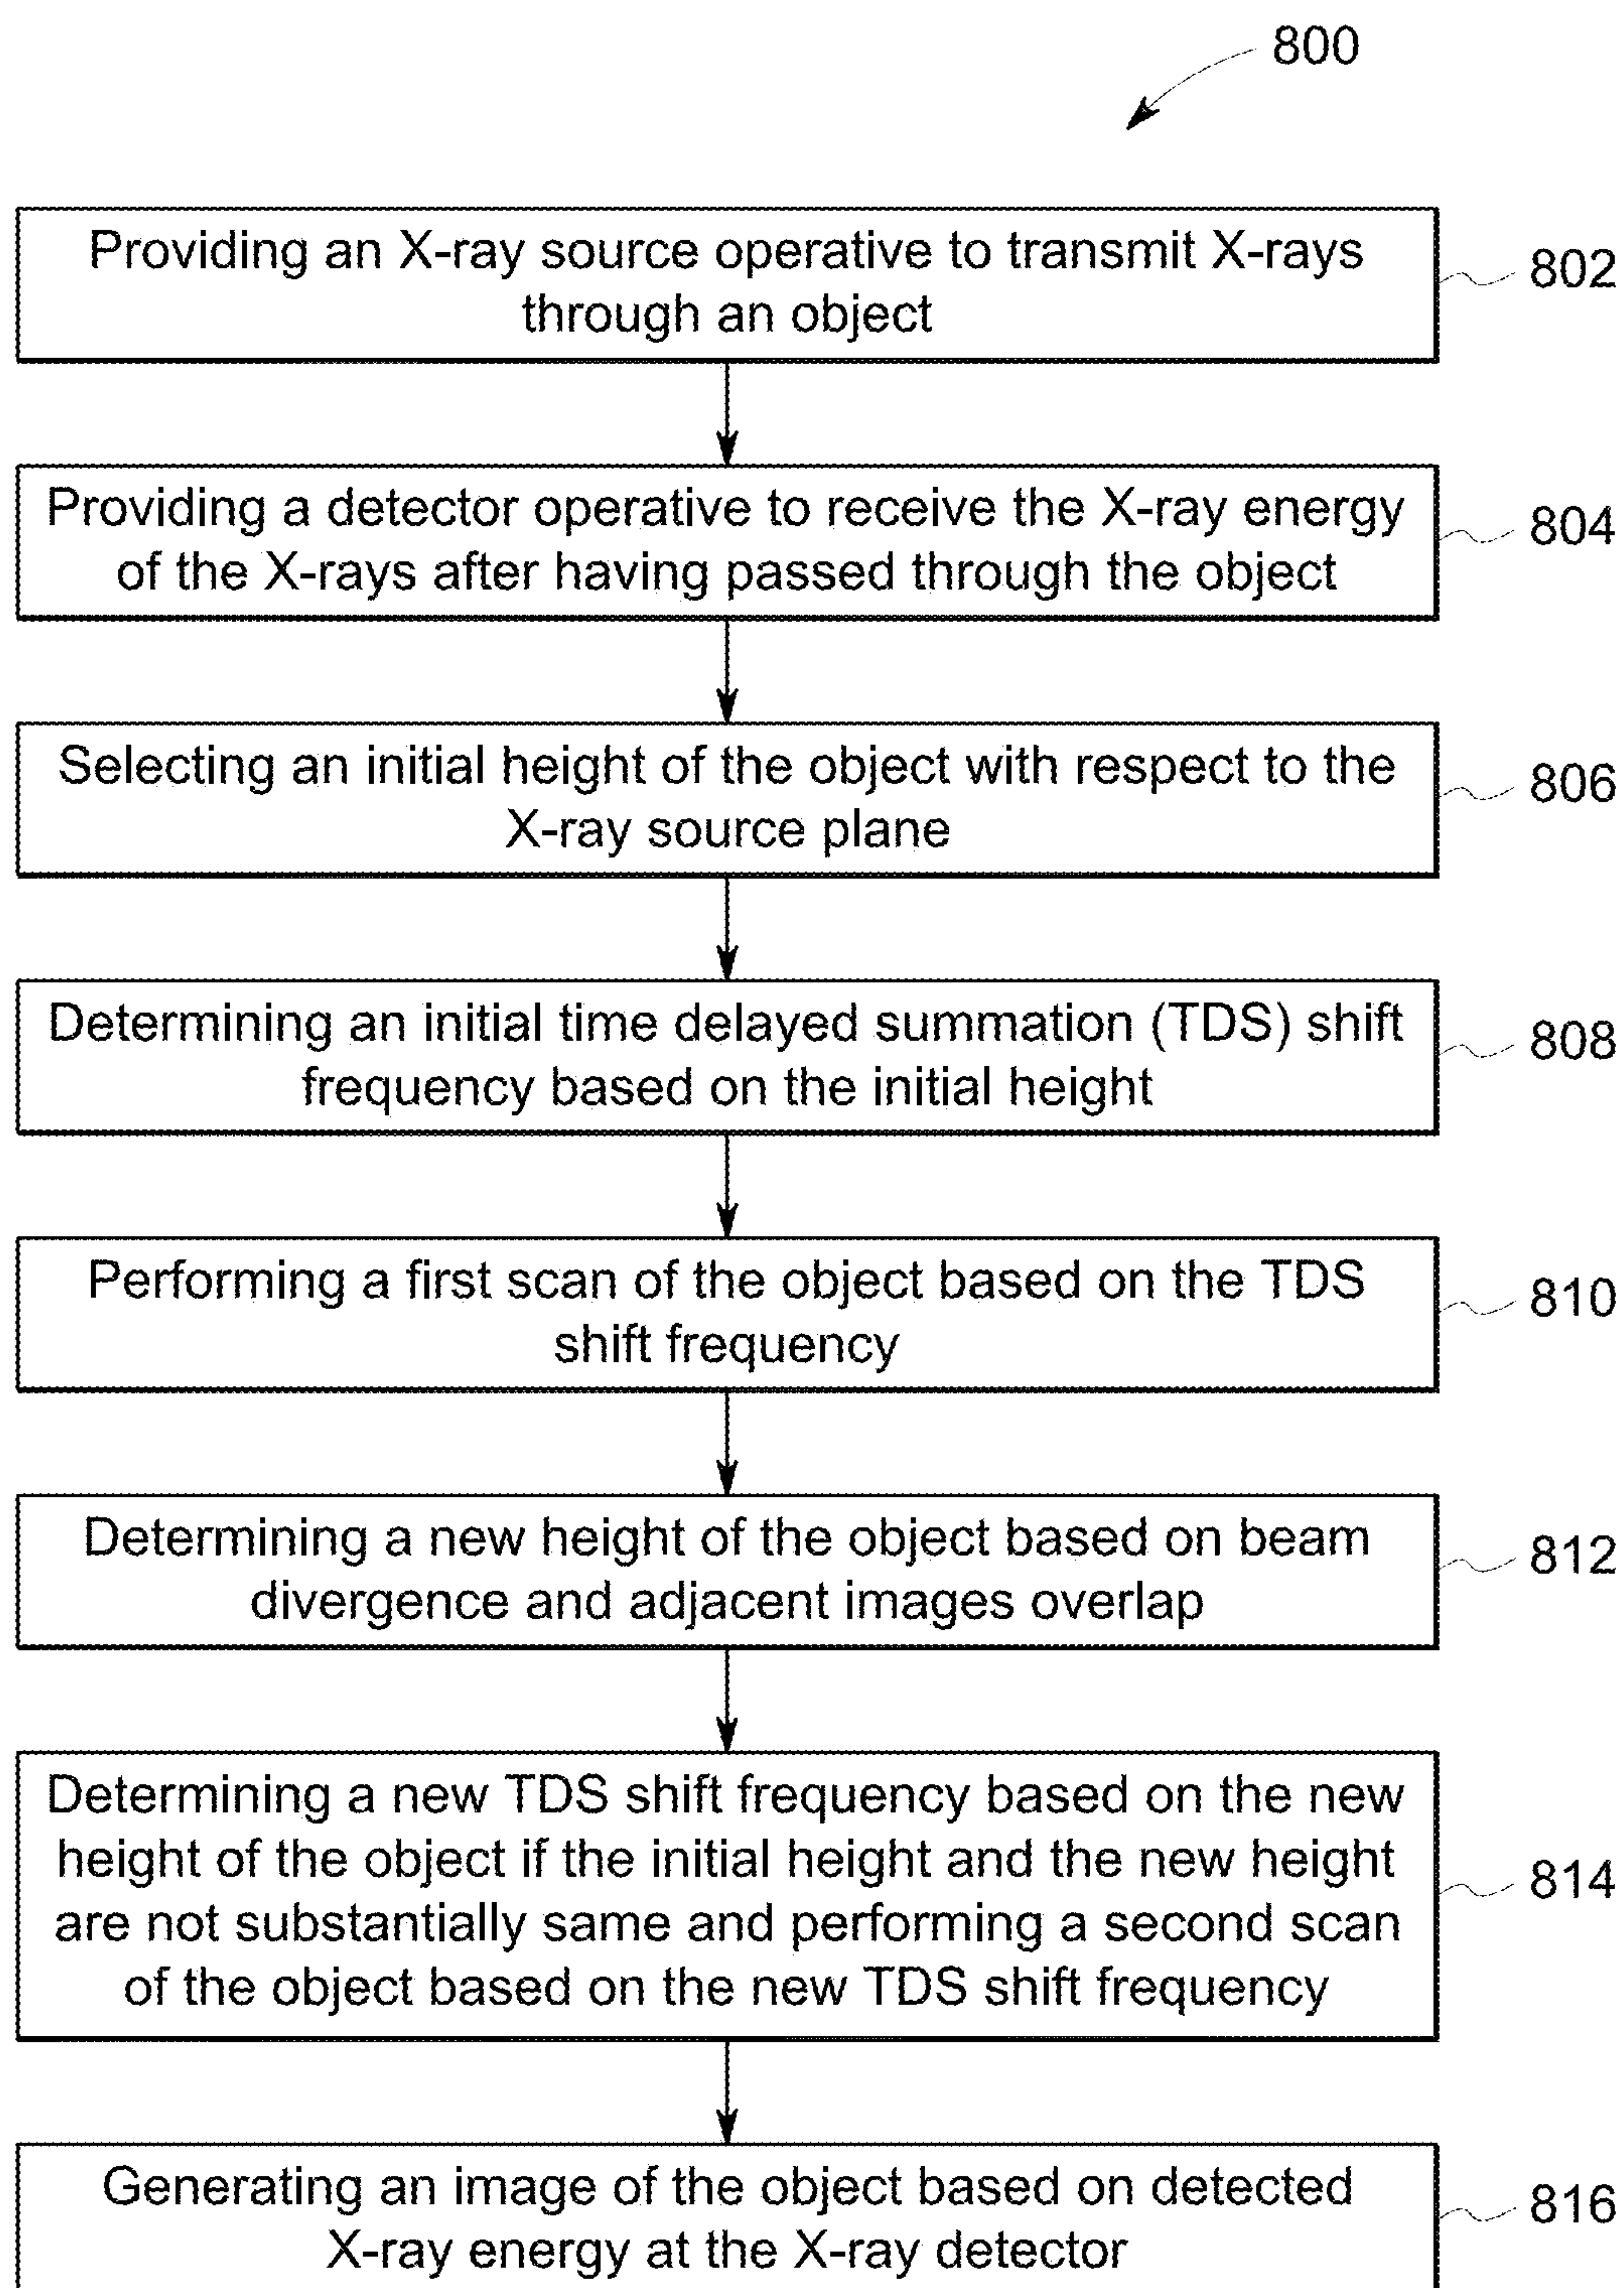 800
Providing an X-ray source operative to transmit X-rays
through an object
802
Providing a detector operative to receive the X-ray energy
of the X-rays after having passed through the object
804
Selecting an initial height of the object with respect to the
X-ray source plane
806
Determining an initial time delayed summation (TDS) shift
frequency based on the initial height
808
Performing a first scan of the object based on the TDS
shift frequency
810
Determining a new height of the object based on beam
divergence and adjacent images overlap
812
Determining a new TDS shift frequency based on the new
height of the object if the initial height and the new height
are not substantially same and performing a second scan
of the object based on the new TDS shift frequency
814
Generating an image of the object based on detected
X-ray energy at the X-ray detector
816